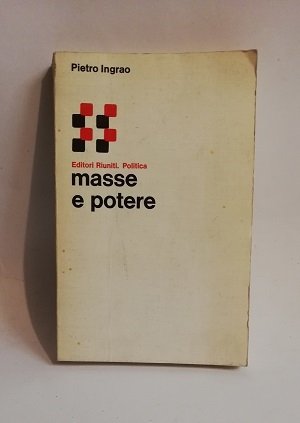 Pietro Ingrao
Editori Riuniti. Politica
masse
e potere